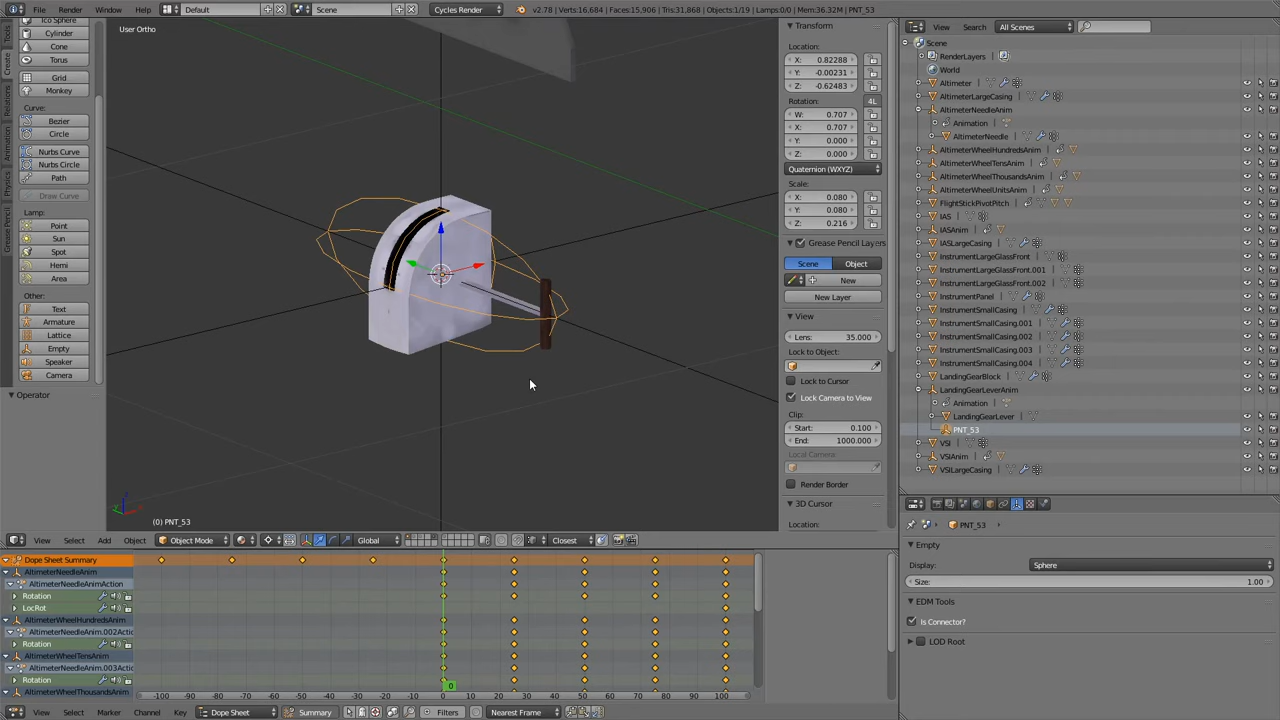 File Render Window Help Default Scene Cycles Render v2.78 | Verts:16,684 | Faces:15,906 | Tris:31,868 | Objects:1/19 | Lamps:0/0 | Mem:36.32M | PNT_53
Ico Sphere
Cylinder
Cone
Torus
Grid
Monkey
Curve:
Bezier
Circle
Nurbs Curve
Nurbs Circle
Path
Draw Curve
Lamp:
Point
Sun
Spot
Hemi
Area
Other:
Text
Armature
Lattice
Empty
Speaker
Camera
Operator
Tools
Create
Relations
Animation
Physics
Grease Pencil
User Ortho
(0) PNT_53
Transform
Location:
X: 0.82288
Y: -0.00231
Z: -0.62483
Rotation: 4L
W: 0.707
X: 0.707
Y: 0.000
Z: 0.000
Quaternion (WXYZ)
Scale:
X: 0.080
Y: 0.080
Z: 0.216
Grease Pencil Layers
Scene Object
New
New Layer
View
Lens: 35.000
Lock to Object:
Lock to Cursor
Lock Camera to View
Clip:
Start: 0.100
End: 1000.000
Local Camera:
Render Border
3D Cursor
Location:
View Search All Scenes
Scene
RenderLayers |
World
Altimeter
AltimeterLargeCasing
AltimeterNeedleAnim
Animation
AltimeterNeedle
AltimeterWheelHundredsAnim
AltimeterWheelTensAnim
AltimeterWheelThousandsAnim
AltimeterWheelUnitsAnim
FlightStickPivotPitch
IAS
IASAnim
IASLargeCasing
InstrumentLargeGlassFront
InstrumentLargeGlassFront.001
InstrumentLargeGlassFront.002
InstrumentPanel
InstrumentSmallCasing
InstrumentSmallCasing.001
InstrumentSmallCasing.002
InstrumentSmallCasing.003
InstrumentSmallCasing.004
LandingGearBlock
LandingGearLeverAnim
Animation
LandingGearLever
PNT_53
VSI
VSIAnim
VSILargeCasing
PNT_53
Empty
Display: Sphere
Size: 1.00
EDM Tools
Is Connector?
LOD Root
View Select Add Object Object Mode Global Closest
Dope Sheet Summary
AltimeterNeedleAnim
AltimeterNeedleAnimAction
Rotation
LocRot
AltimeterWheelHundredsAnim
AltimeterNeedleAnim.002Actio
Rotation
AltimeterWheelTensAnim
AltimeterNeedleAnim.003Actio
Rotation
AltimeterWheelThousandsAnim
0
-100 -90 -80 -70 -60 -50 -40 -30 -20 -10 0 10 20 30 40 50 60 70 80 90 100
View Select Marker Channel Key Dope Sheet Summary Filters Nearest Frame